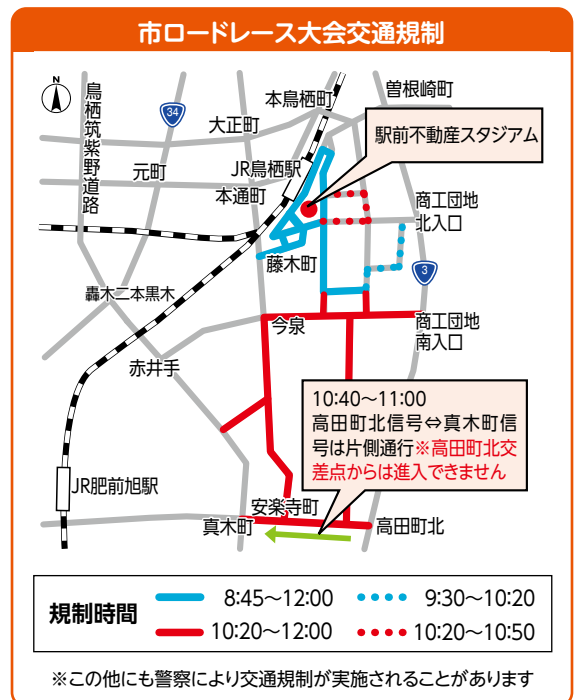 市ロードレース大会交通規制
N
鳥栖筑紫野道路
34
大正町
本鳥栖町
曽根崎町
駅前不動産スタジアム
元町
JR鳥栖駅
本通町
商工団地
北入口
藤木町
3
轟木二本黒木
今泉
商工団地
南入口
赤井手
10:40～11:00
高田町北信号⇔真木町信
号は片側通行※高田町北交
差点からは進入できません
JR肥前旭駅
安楽寺町
真木町
高田町北
規制時間
8:45～12:00
9:30～10:20
10:20～12:00
10:20～10:50
※この他にも警察により交通規制が実施されることがあります